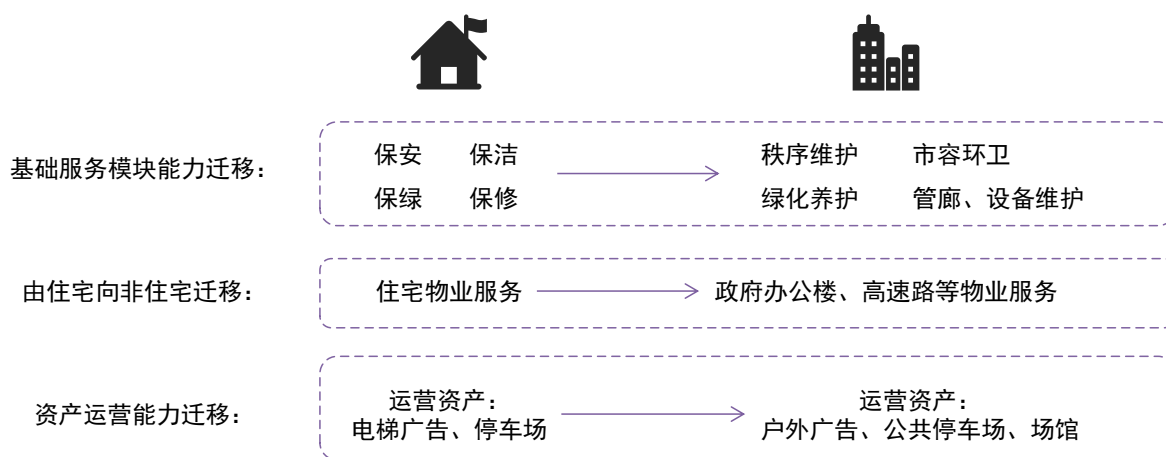 保安 保洁 秩序维护 市容环卫
基础服务模块能力迁移：
保绿 保修 绿化养护 管廊、设备维护
由住宅向非住宅迁移： 住宅物业服务 政府办公楼、高速路等物业服务
资产运营能力迁移：
运营资产：
电梯广告、停车场
运营资产：
户外广告、公共停车场、场馆